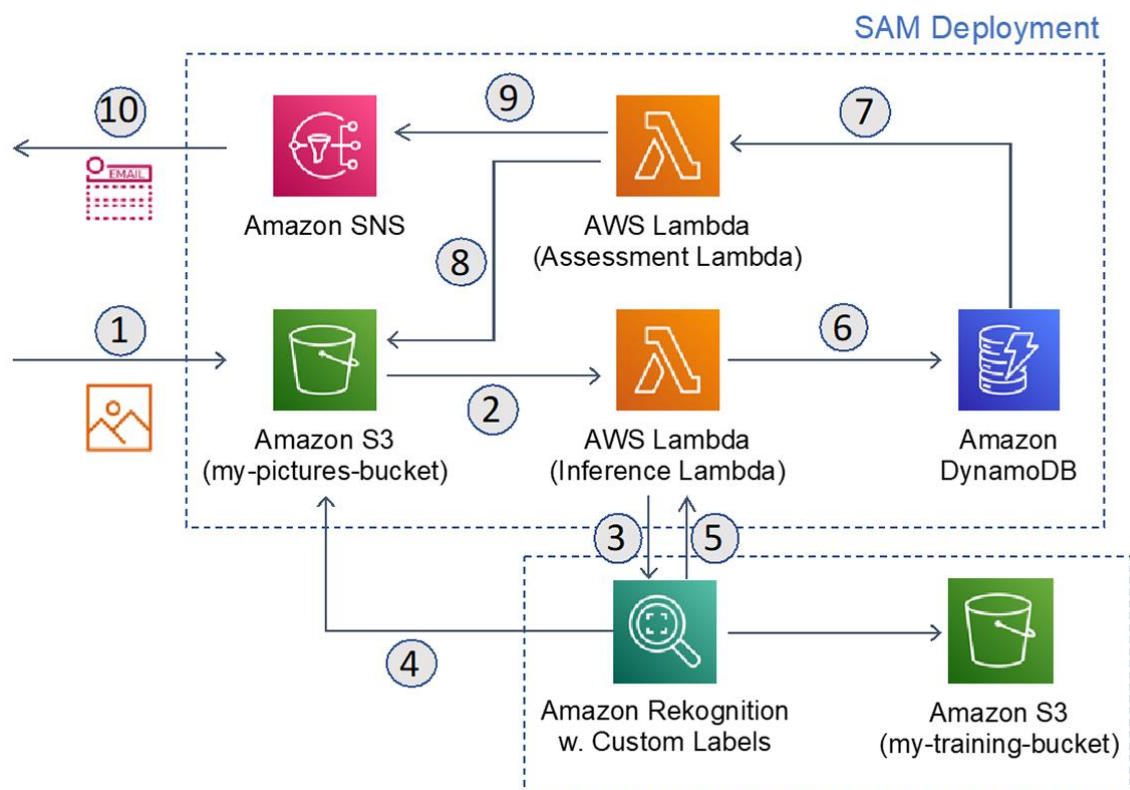 SAM Deployment
10
9
7
EMAIL
Amazon SNS
AWS Lambda
(Assessment Lambda)
8
1
6
2
Amazon S3
(my-pictures-bucket)
AWS Lambda
(Inference Lambda)
Amazon
DynamoDB
3
5
4
Amazon Rekognition
w. Custom Labels
Amazon S3
(my-training-bucket)